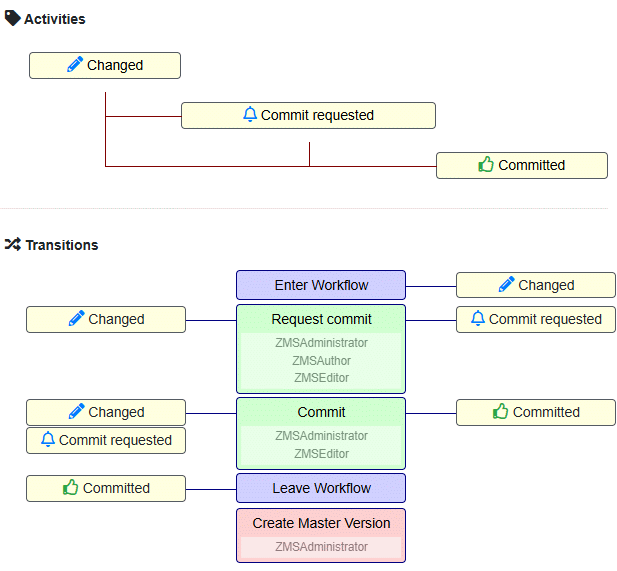 Activities
Changed
Commit requested
Committed
Transitions
Enter Workflow
Changed
Changed
Request commit
Commit requested
ZMSAdministrator
ZMSAuthor
ZMSEditor
Changed
Commit
Committed
Commit requested
ZMSAdministrator
ZMSEditor
Committed
Leave Workflow
Create Master Version
ZMSAdministrator